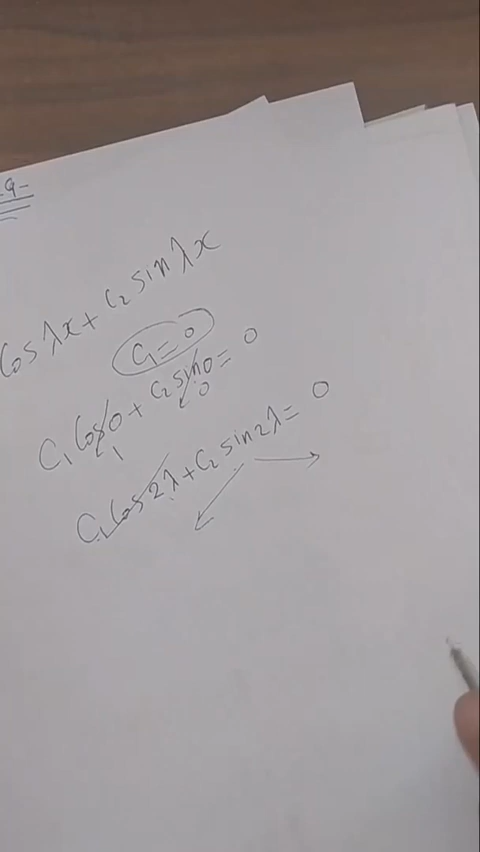 -9-
Cos λx + C₂ sin λx
C₁ = 0
C₁ Cos 0 + C₂ sin 0 = 0
1 0
C₁ Cos 2λ + C₂ sin 2λ = 0